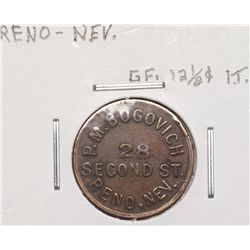 RENO - NEV.
G.F. 12½¢ I.T.
P.M. BOGOVICH
28
SECOND ST.
RENO. NEV.